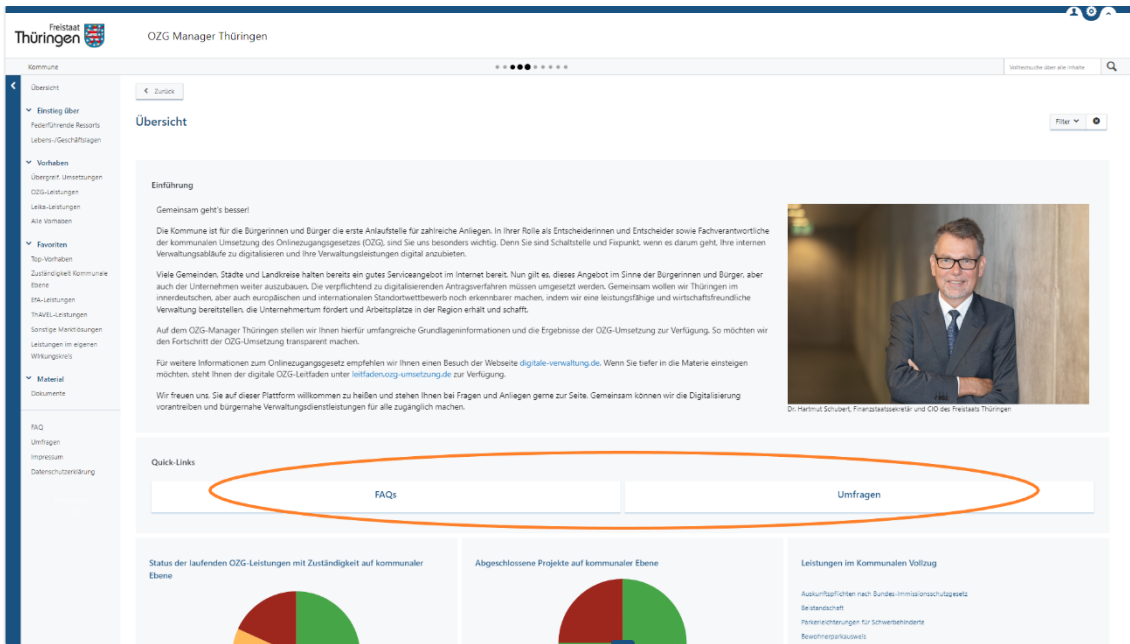 Freistaat
Thüringen
OZG Manager Thüringen
Kommune
Volltextsuche über alle Inhalte
Übersicht
Einstieg über
Federführende Ressorts
Lebens-/Geschäftslagen
Vorhaben
Übergreif. Umsetzungen
OZG-Leistungen
Leika-Leistungen
Alle Vorhaben
Favoriten
Top-Vorhaben
Zuständigkeit Kommunale
Ebene
EfA-Leistungen
ThAVEL-Leistungen
Sonstige Marktlösungen
Leistungen im eigenen
Wirkungskreis
Material
Dokumente
FAQ
Umfragen
Impressum
Datenschutzerklärung
Zurück
Übersicht
Filter
Einführung
Gemeinsam geht's besser!
Die Kommune ist für die Bürgerinnen und Bürger die erste Anlaufstelle für zahlreiche Anliegen. In Ihrer Rolle als Entscheiderinnen und Entscheider sowie Fachverantwortliche
der kommunalen Umsetzung des Onlinezugangsgesetzes (OZG), sind Sie uns besonders wichtig. Denn Sie sind Schaltstelle und Fixpunkt, wenn es darum geht, Ihre internen
Verwaltungsabläufe zu digitalisieren und Ihre Verwaltungsleistungen digital anzubieten.
Viele Gemeinden, Städte und Landkreise halten bereits ein gutes Serviceangebot im Internet bereit. Nun gilt es, dieses Angebot im Sinne der Bürgerinnen und Bürger, aber
auch der Unternehmen weiter auszubauen. Die verpflichtend zu digitalisierenden Antragsverfahren müssen umgesetzt werden. Gemeinsam wollen wir Thüringen im
innerdeutschen, aber auch europäischen und internationalen Standortwettbewerb noch erkennbarer machen, indem wir eine leistungsfähige und wirtschaftsfreundliche
Verwaltung bereitstellen, die Unternehmertum fördert und Arbeitsplätze in der Region erhält und schafft.
Auf dem OZG-Manager Thüringen stellen wir Ihnen hierfür umfangreiche Grundlageninformationen und die Ergebnisse der OZG-Umsetzung zur Verfügung. So möchten wir
den Fortschritt der OZG-Umsetzung transparent machen.
Für weitere Informationen zum Onlinezugangsgesetz empfehlen wir Ihnen einen Besuch der Webseite digitale-verwaltung.de. Wenn Sie tiefer in die Materie einsteigen
möchten, steht Ihnen der digitale OZG-Leitfaden unter leitfaden.ozg-umsetzung.de zur Verfügung.
Wir freuen uns, Sie auf dieser Plattform willkommen zu heißen und stehen Ihnen bei Fragen und Anliegen gerne zur Seite. Gemeinsam können wir die Digitalisierung
vorantreiben und bürgernahe Verwaltungsdienstleistungen für alle zugänglich machen.
Dr. Hartmut Schubert, Finanzstaatssekretär und CIO des Freistaats Thüringen
Quick-Links
FAQs
Umfragen
Status der laufenden OZG-Leistungen mit Zuständigkeit auf kommunaler
Ebene
Abgeschlossene Projekte auf kommunaler Ebene
Leistungen im Kommunalen Vollzug
Auskunftspflichten nach Bundes-Immissionsschutzgesetz
Beistandschaft
Parkerleichterungen für Schwerbehinderte
Bewohnerparkausweis